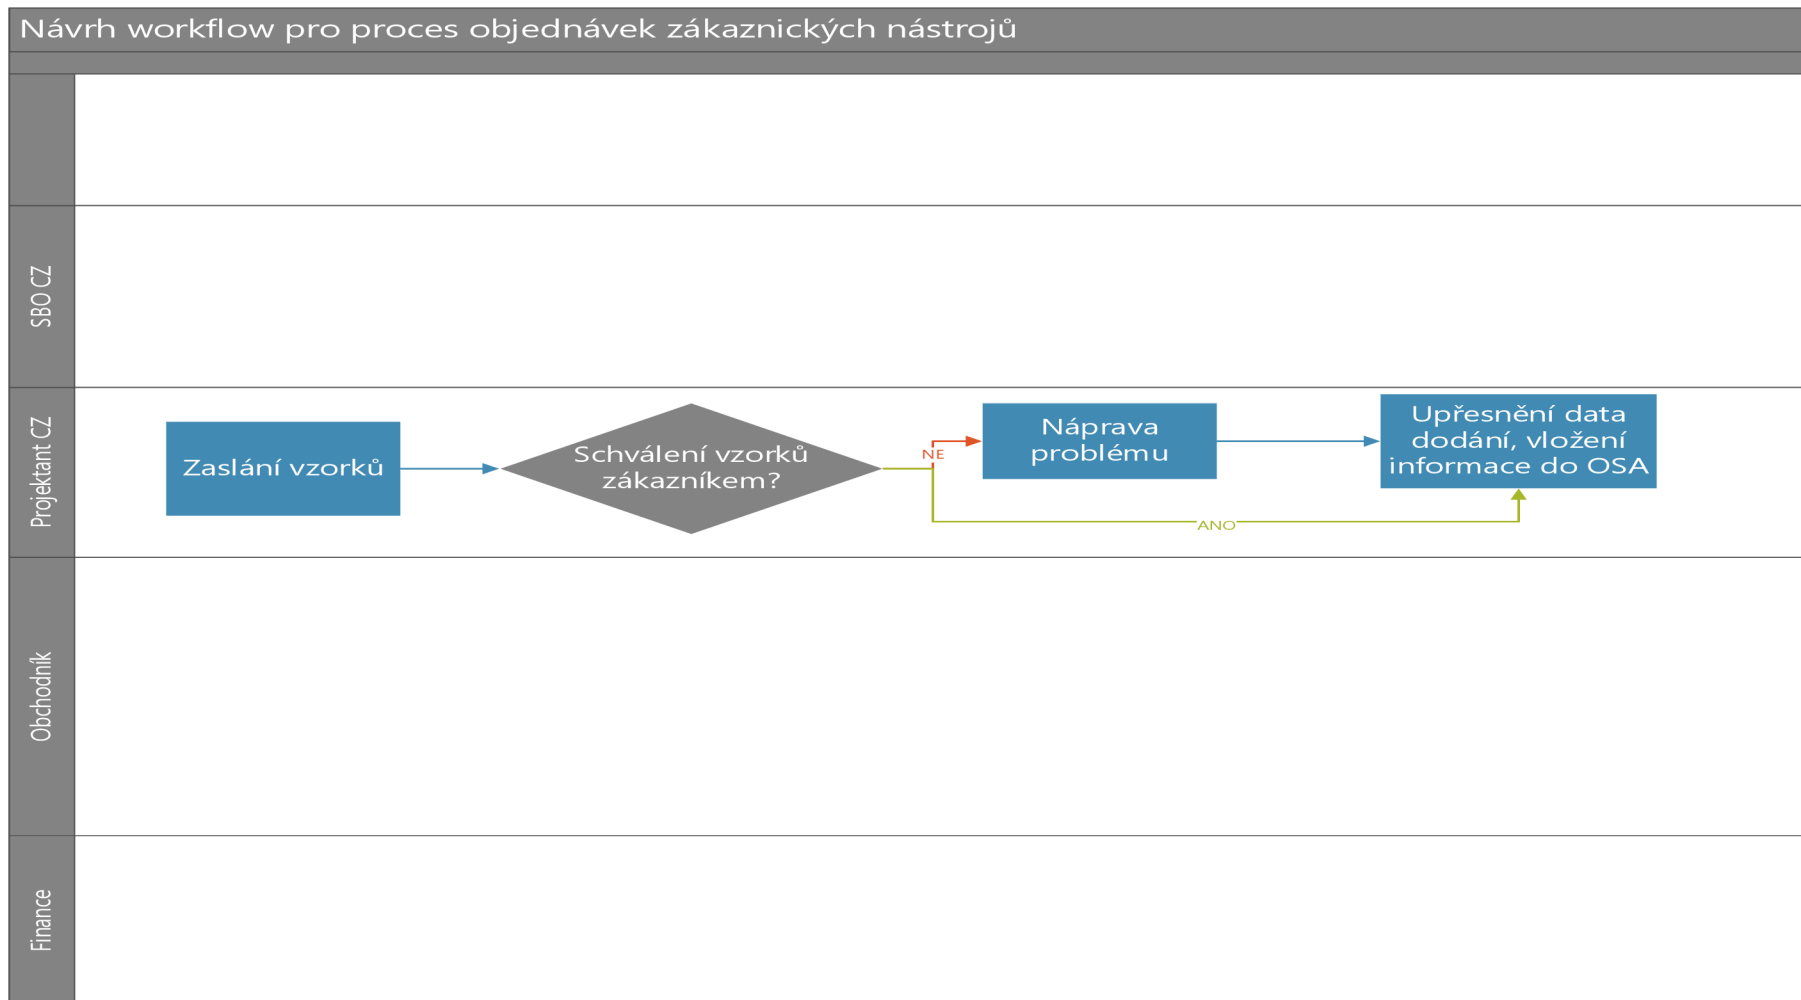 Návrh workflow pro proces objednávek zákaznických nástrojů
SBO CZ
Projektant CZ
Zaslání vzorků
Schválení vzorků
zákazníkem?
NE
Náprava
problému
ANO
Upřesnění data
dodání, vložení
informace do OSA
Obchodník
Finance